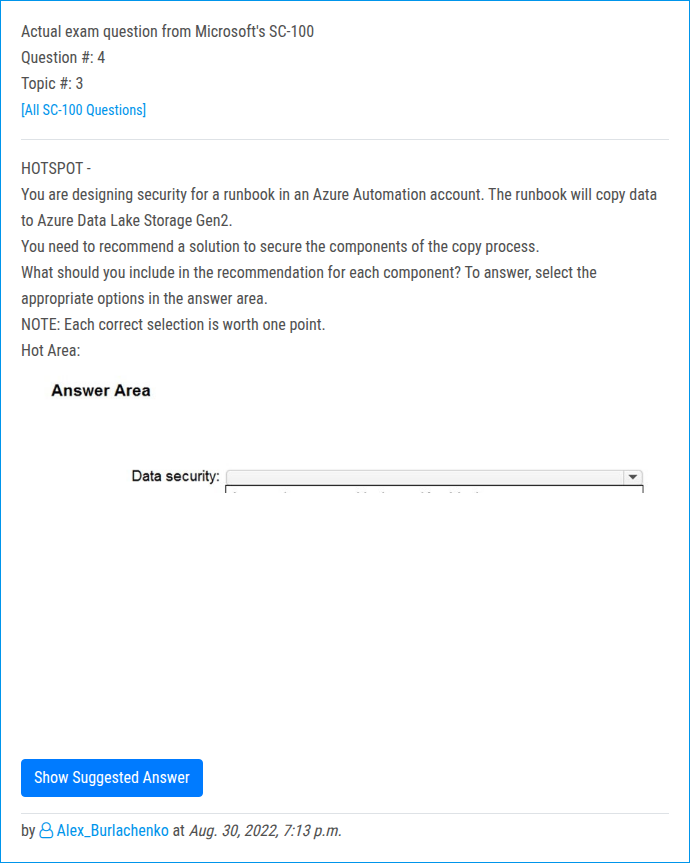 Actual exam question from Microsoft's SC-100
Question #: 4
Topic #: 3
[All SC-100 Questions]
HOTSPOT -
You are designing security for a runbook in an Azure Automation account. The runbook will copy data
to Azure Data Lake Storage Gen2.
You need to recommend a solution to secure the components of the copy process.
What should you include in the recommendation for each component? To answer, select the
appropriate options in the answer area.
NOTE: Each correct selection is worth one point.
Hot Area:
Answer Area
Data security:
Show Suggested Answer
by Alex_Burlachenko at Aug. 30, 2022, 7:13 p.m.